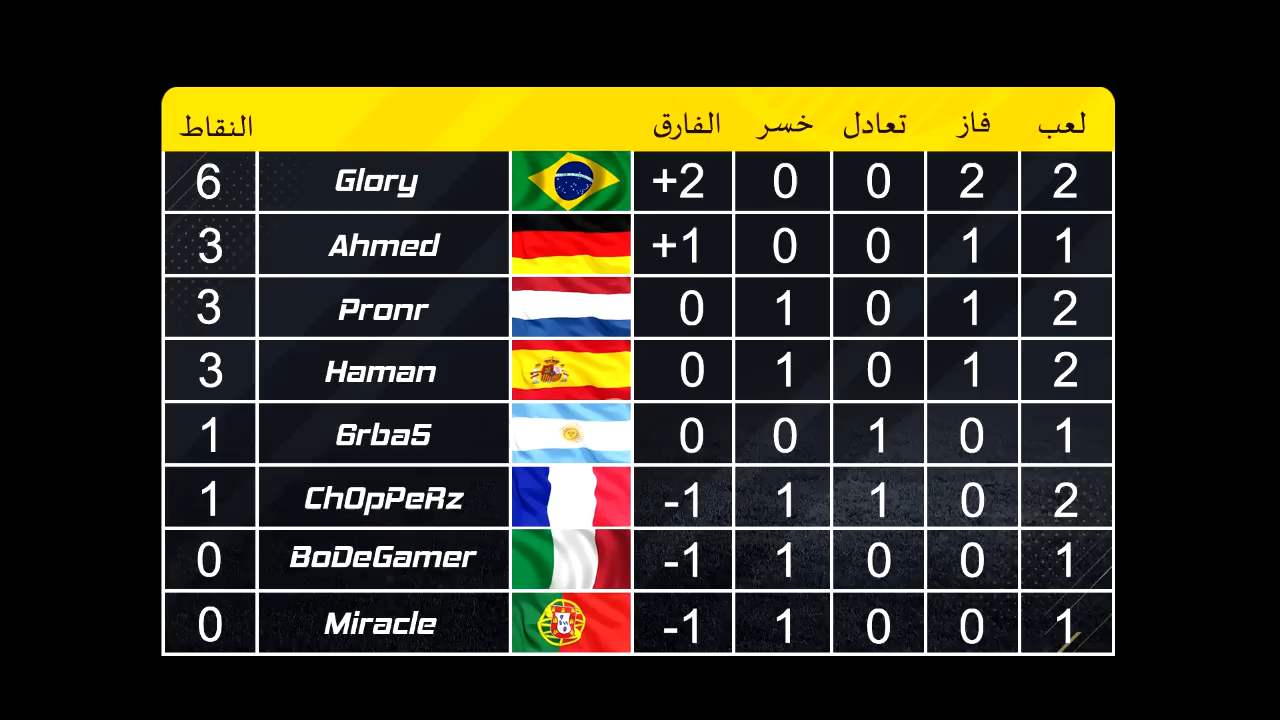 لعب فاز تعادل خسر الفارق النقاط
2 2 0 0 +2 Glory 6
1 1 0 0 +1 Ahmed 3
2 1 0 1 0 Pronr 3
2 1 0 1 0 Haman 3
1 0 1 0 0 6rba5 1
2 0 1 1 -1 ChOpPeRz 1
1 0 0 1 -1 BoDeGamer 0
1 0 0 1 -1 Miracle 0